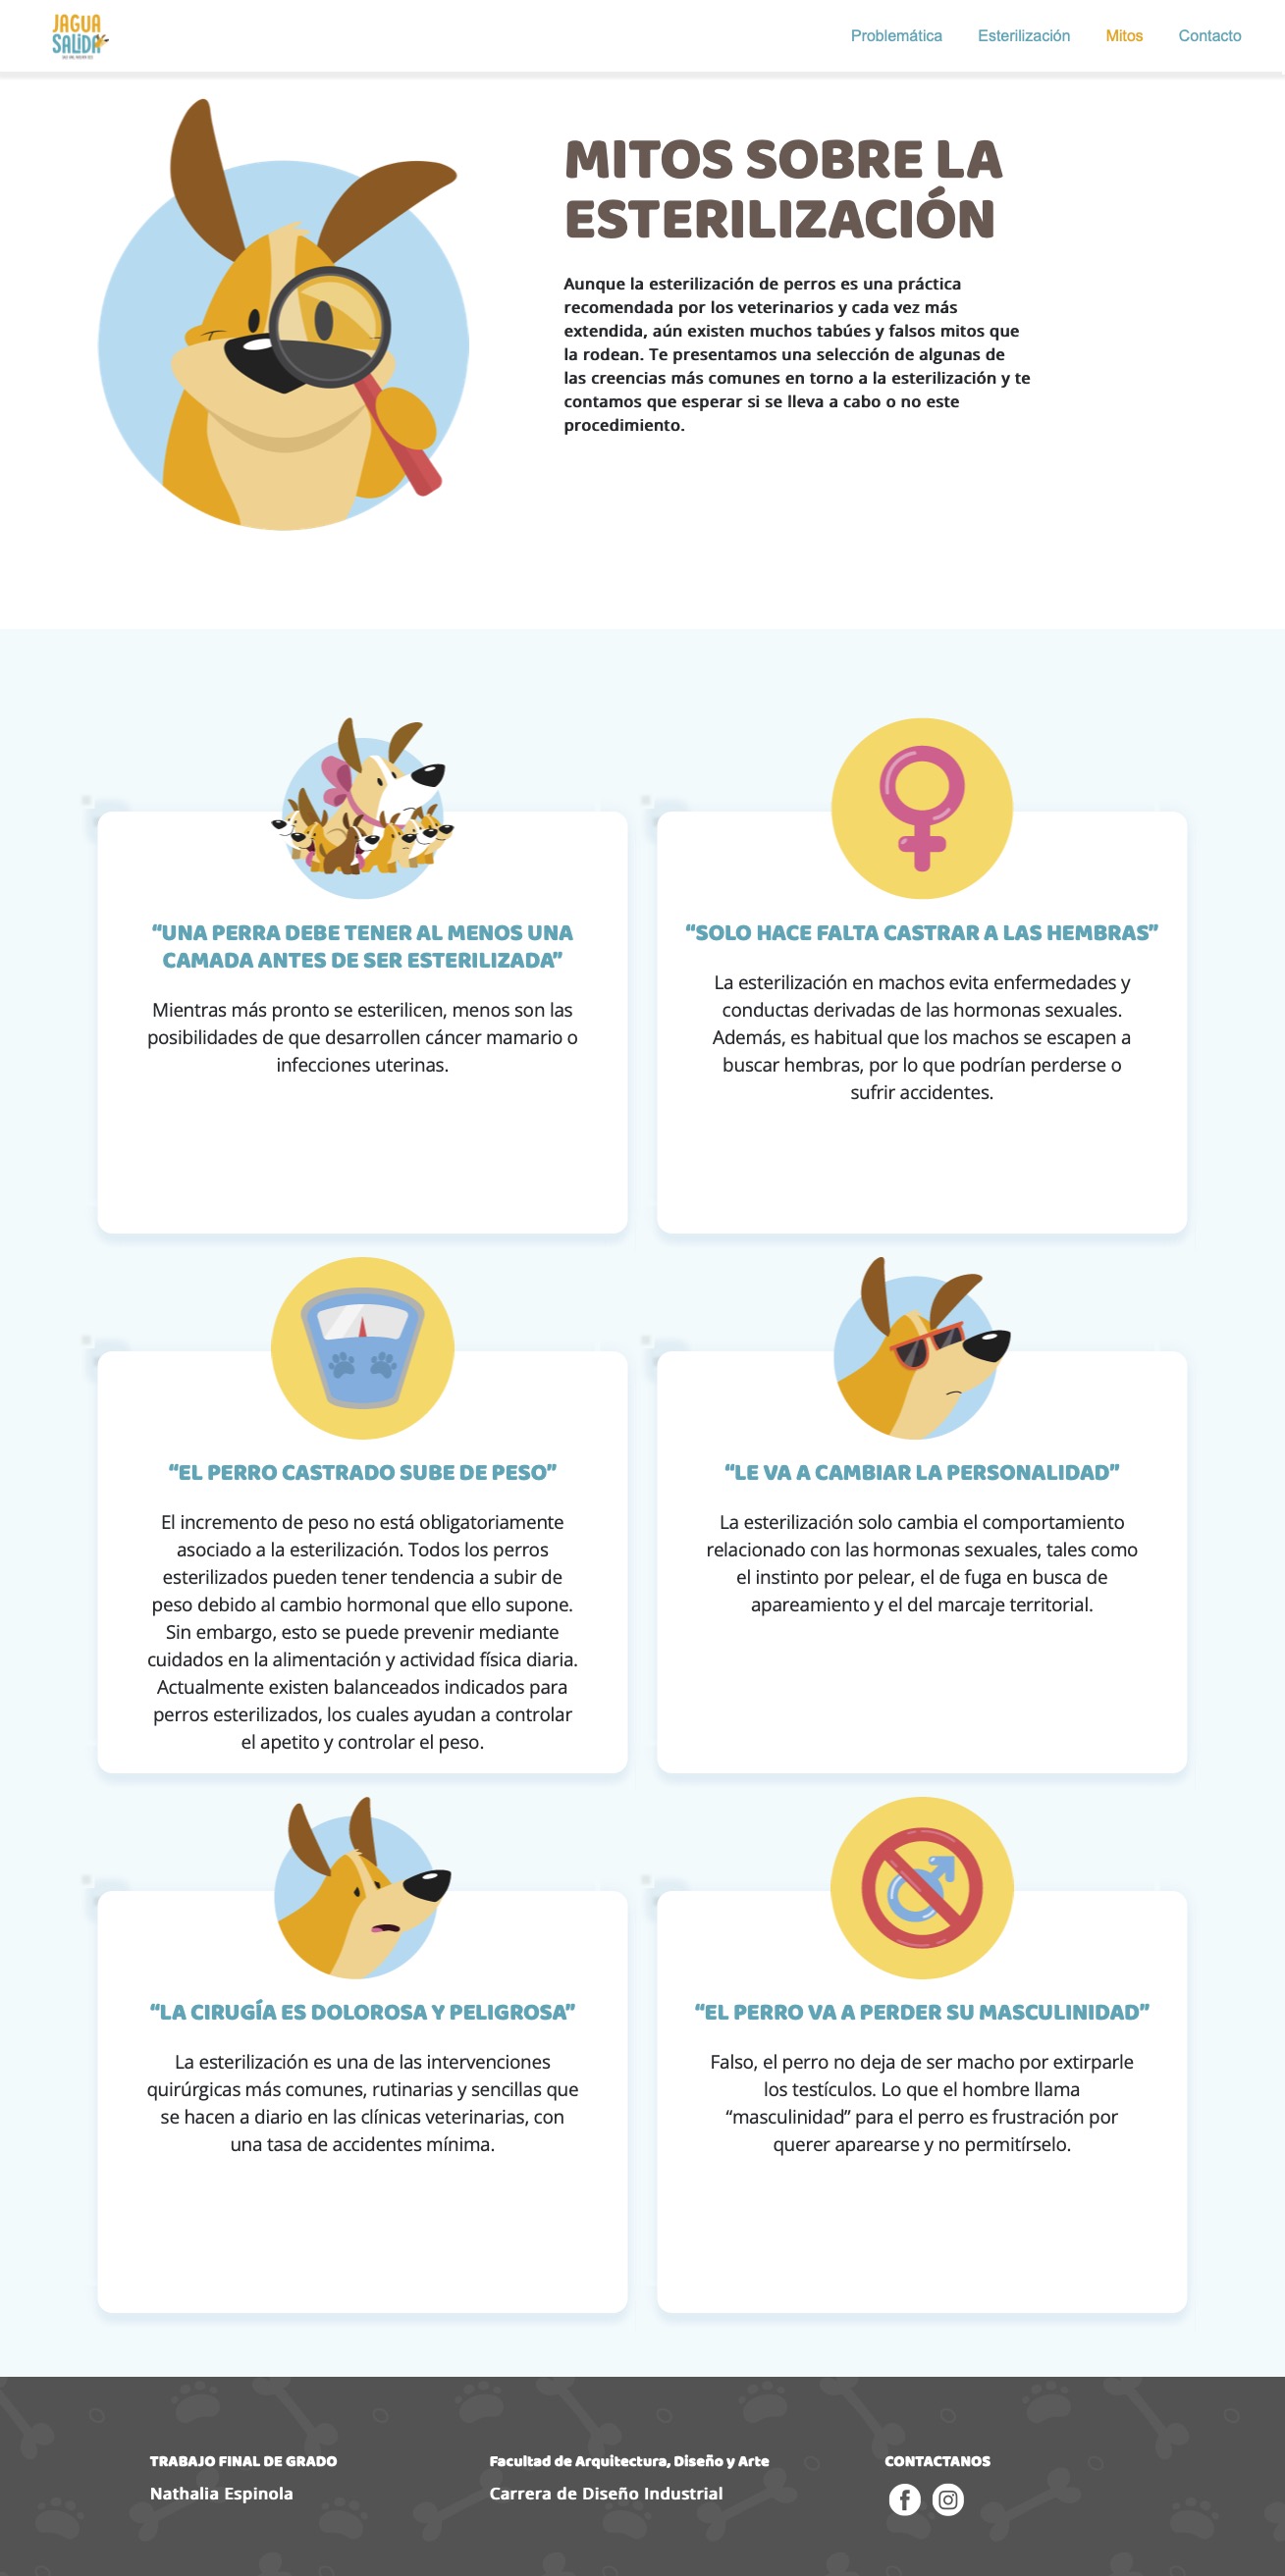 JAGUA
SALIDA
Problemática
Esterilización
Mitos
Contacto
MITOS SOBRE LA
ESTERILIZACIÓN
Aunque la esterilización de perros es una práctica
recomendada por los veterinarios y cada vez más
extendida, aún existen muchos tabúes y falsos mitos que
la rodean. Te presentamos una selección de algunas de
las creencias más comunes en torno a la esterilización y te
contamos que esperar si se lleva a cabo o no este
procedimiento.
“UNA PERRA DEBE TENER AL MENOS UNA
CAMADA ANTES DE SER ESTERILIZADA”
Mientras más pronto se esterilicen, menos son las
posibilidades de que desarrollen cáncer mamario o
infecciones uterinas.
“SOLO HACE FALTA CASTRAR A LAS HEMBRAS”
La esterilización en machos evita enfermedades y
conductas derivadas de las hormonas sexuales.
Además, es habitual que los machos se escapen a
buscar hembras, por lo que podrían perderse o
sufrir accidentes.
“EL PERRO CASTRADO SUBE DE PESO”
El incremento de peso no está obligatoriamente
asociado a la esterilización. Todos los perros
esterilizados pueden tener tendencia a subir de
peso debido al cambio hormonal que ello supone.
Sin embargo, esto se puede prevenir mediante
cuidados en la alimentación y actividad física diaria.
Actualmente existen balanceados indicados para
perros esterilizados, los cuales ayudan a controlar
el apetito y controlar el peso.
“LE VA A CAMBIAR LA PERSONALIDAD”
La esterilización solo cambia el comportamiento
relacionado con las hormonas sexuales, tales como
el instinto por pelear, el de fuga en busca de
apareamiento y el del marcaje territorial.
“LA CIRUGÍA ES DOLOROSA Y PELIGROSA”
La esterilización es una de las intervenciones
quirúrgicas más comunes, rutinarias y sencillas que
se hacen a diario en las clínicas veterinarias, con
una tasa de accidentes mínima.
“EL PERRO VA A PERDER SU MASCULINIDAD”
Falso, el perro no deja de ser macho por extirparle
los testículos. Lo que el hombre llama
“masculinidad” para el perro es frustración por
querer aparearse y no permitírselo.
TRABAJO FINAL DE GRADO
Nathalia Espinola
Facultad de Arquitectura, Diseño y Arte
Carrera de Diseño Industrial
CONTACTANOS